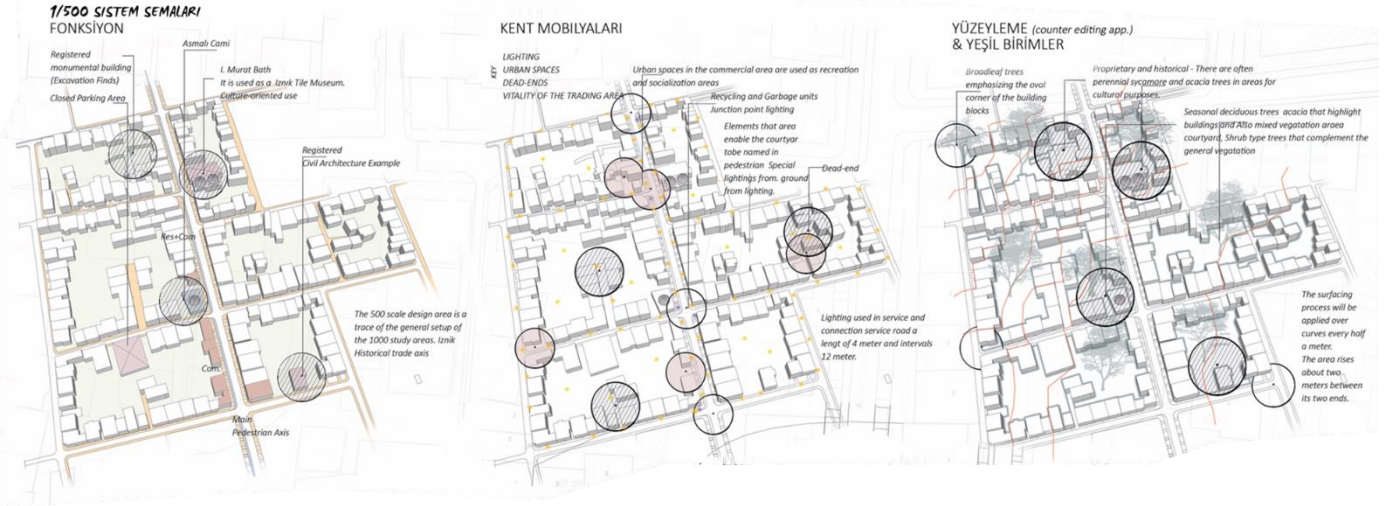 1/500 SISTEM SEMALARI
FONKSİYON
Registered
monumental building
(Excavation Finds)
Closed Parking Area
Asmalı Cami
I. Murat Bath
It is used as a Iznık Tile Museum.
Culture-oriented use
Registered
Civil Architecture Example
Res+Com
The 500 scale design area is a
trace of the general setup of
the 1000 study areas. Iznik
Historical trade axis
Com.
Main
Pedestrian Axis
KENT MOBILYALARI
KEY
LIGHTING
URBAN SPACES
DEAD-ENDS
VITALITY OF THE TRADING AREA
Urban spaces in the commercial area are used as recreation
and socialization areas
Recycling and Garbage units
Junction point lighting
Elements that area
enable the courtyar
tobe named in
pedestrian Special
lightings from. ground
from lighting.
Dead-end
Lighting used in service and
connection service road a
lengt of 4 meter and intervals
12 meter.
YÜZEYLEME (counter editing app.)
& YEŞİL BİRİMLER
Broadleaf trees
emphasizing the oval
corner of the building
blocks
Proprietary and historical - There are often
perennial sycamore and acacia trees in areas for
cultural purposes.
Seasonal deciduous trees acacia that highlight
buildings and Also mixed vegatation aroea
courtyard, Shrub type trees that complement the
general vegatation
The surfacing
process will be
applied over
curves every half
a meter.
The area rises
about two
meters between
its two ends.